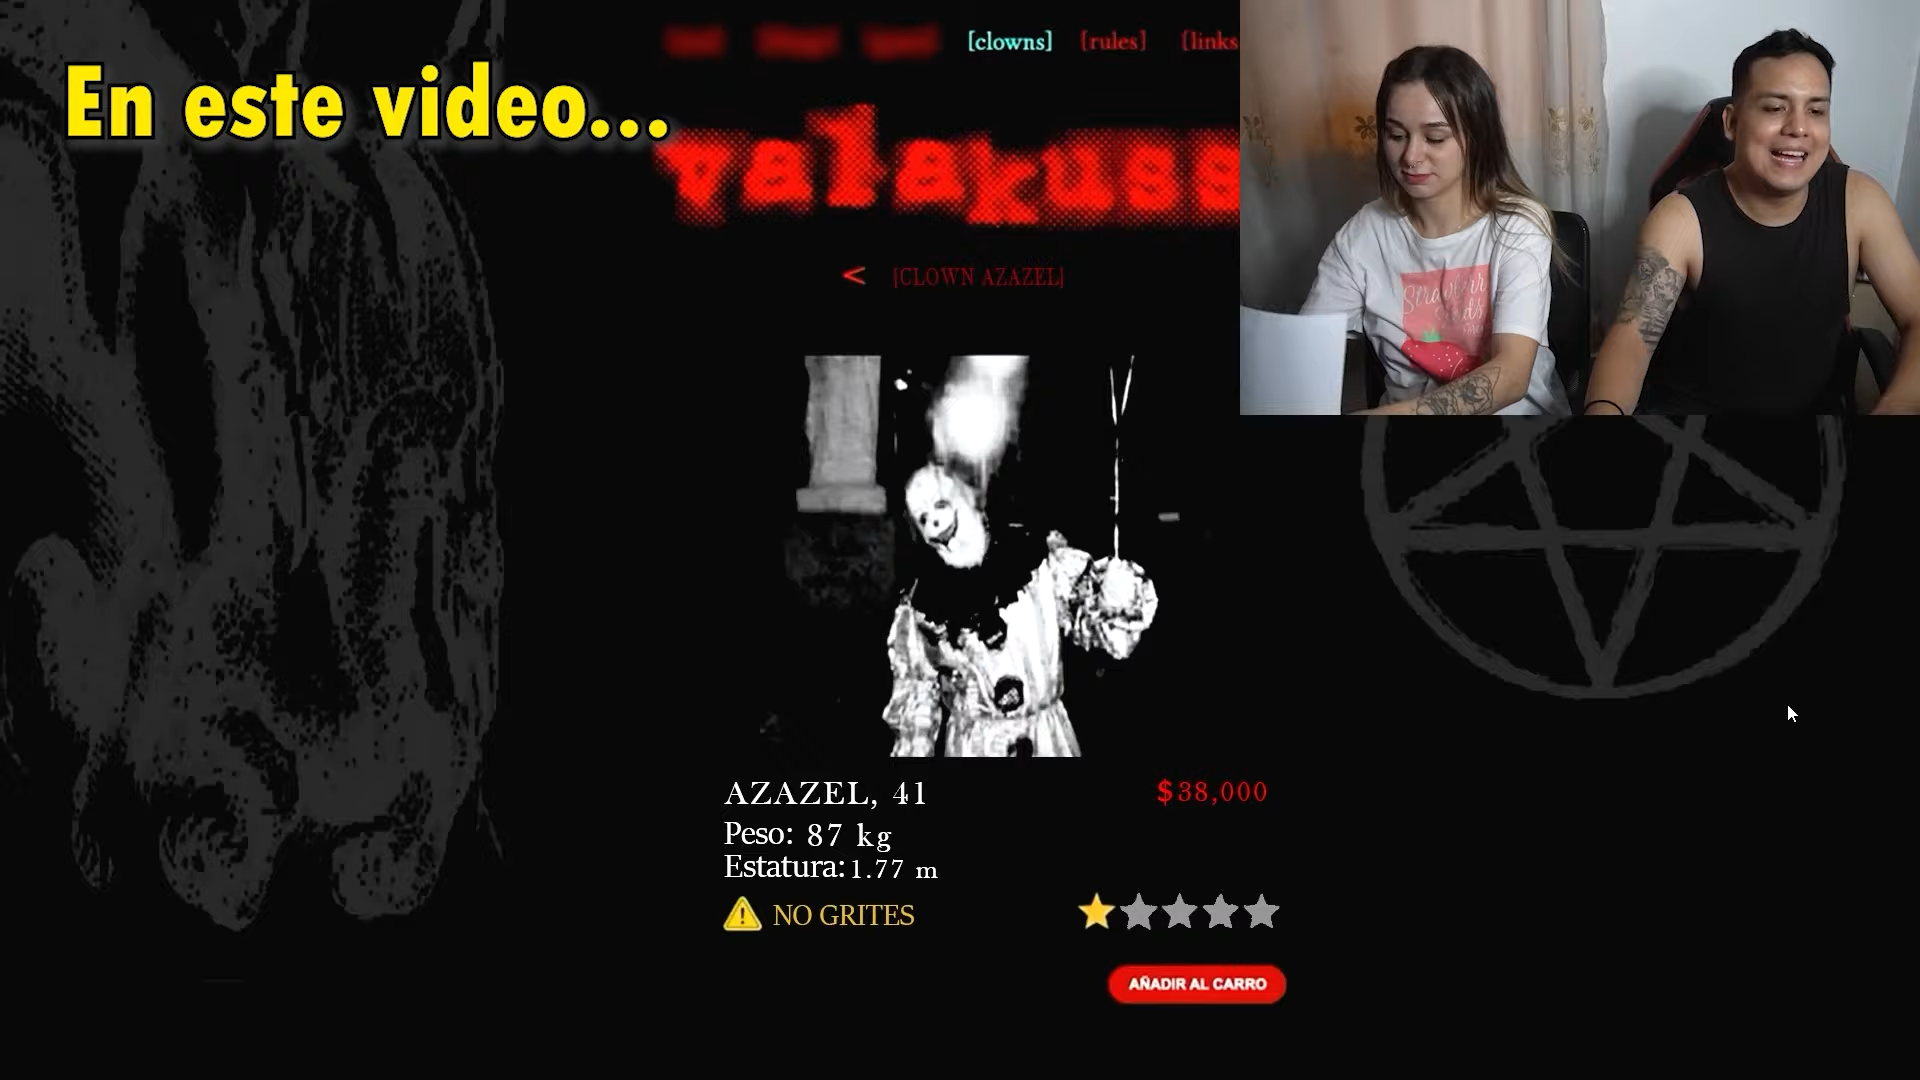 [clowns] [rules] [links
En este video...
valakuss
< [CLOWN AZAZEL]
AZAZEL, 41
$38,000
Peso: 87 kg
Estatura: 1.77 m
NO GRITES
AÑADIR AL CARRO